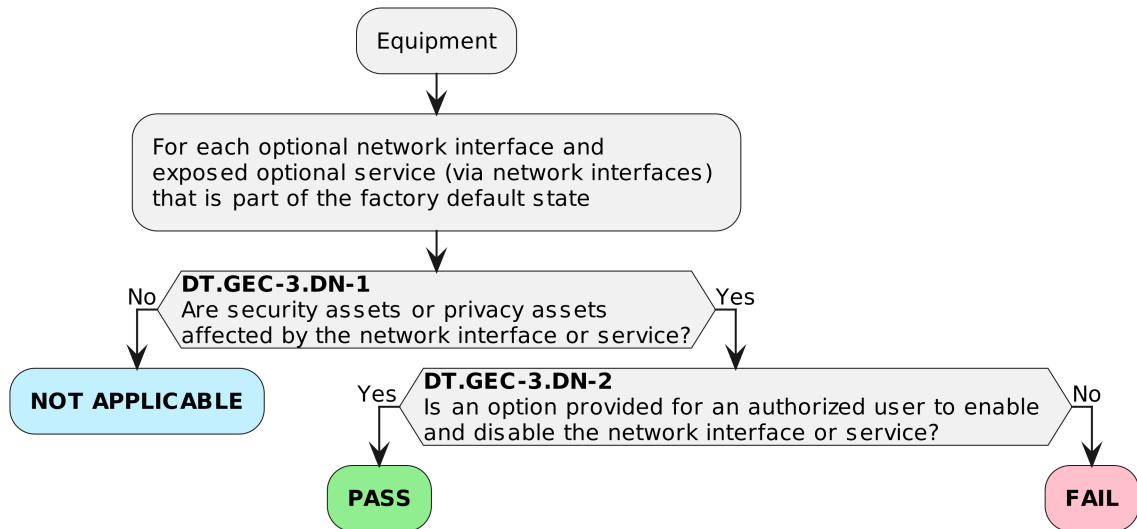 Equipment
For each optional network interface and
exposed optional service (via network interfaces)
that is part of the factory default state
DT.GEC-3.DN-1
Are security assets or privacy assets
affected by the network interface or service?
No
Yes
NOT APPLICABLE
DT.GEC-3.DN-2
Is an option provided for an authorized user to enable
and disable the network interface or service?
Yes
No
PASS
FAIL